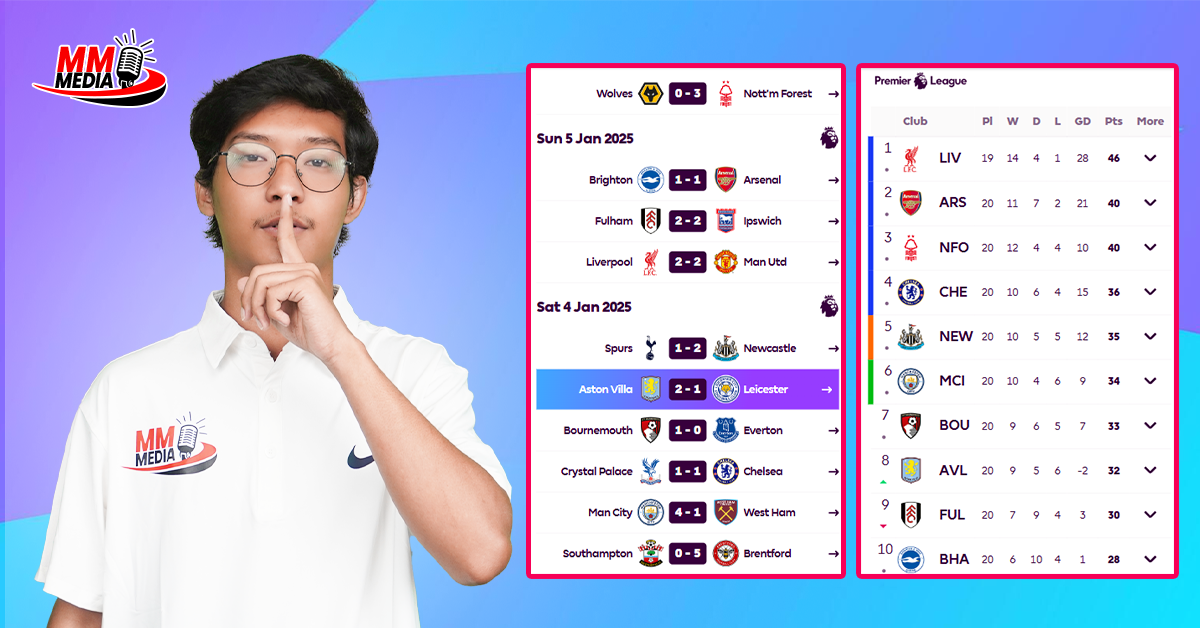 MM
MEDIA
MM
MEDIA
Wolves 0 - 3 Nott'm Forest
Sun 5 Jan 2025
Brighton 1 - 1 Arsenal
Fulham 2 - 2 Ipswich
Liverpool 2 - 2 Man Utd
Sat 4 Jan 2025
Spurs 1 - 2 Newcastle
Aston Villa 2 - 1 Leicester
Bournemouth 1 - 0 Everton
Crystal Palace 1 - 1 Chelsea
Man City 4 - 1 West Ham
Southampton 0 - 5 Brentford
Premier League
Club Pl W D L GD Pts More
1 L.F.C. LIV 19 14 4 1 28 46
2 Arsenal ARS 20 11 7 2 21 40
3 NFO 20 12 4 4 10 40
4 CHE 20 10 6 4 15 36
5 NEW 20 10 5 5 12 35
6 MCI 20 10 4 6 9 34
7 BOU 20 9 6 5 7 33
8 AVL 20 9 5 6 -2 32
9 FUL 20 7 9 4 3 30
10 BHA 20 6 10 4 1 28